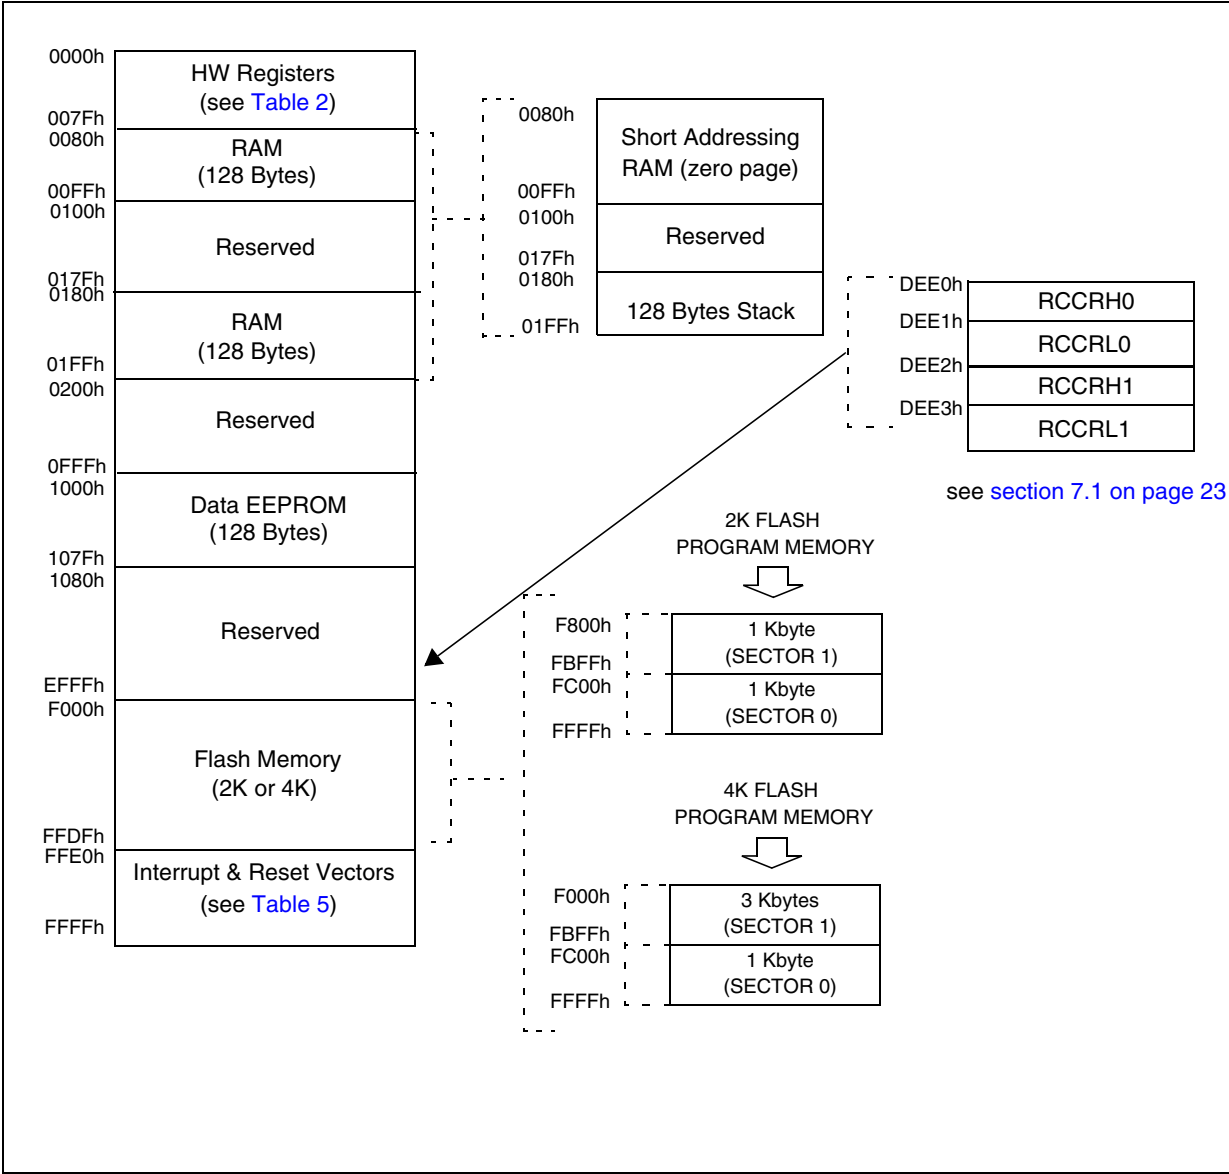 0000h
HW Registers
(see Table 2)
007Fh
0080h
RAM
(128 Bytes)
00FFh
0100h
Reserved
017Fh
0180h
RAM
(128 Bytes)
01FFh
0200h
Reserved
0FFFh
1000h
Data EEPROM
(128 Bytes)
107Fh
1080h
Reserved
EFFFh
F000h
Flash Memory
(2K or 4K)
FFDFh
FFE0h
Interrupt & Reset Vectors
(see Table 5)
FFFFh
0080h
Short Addressing
RAM (zero page)
00FFh
0100h
Reserved
017Fh
0180h
128 Bytes Stack
01FFh
DEE0h
RCCRH0
DEE1h
RCCRL0
DEE2h
RCCRH1
DEE3h
RCCRL1
see section 7.1 on page 23
2K FLASH
PROGRAM MEMORY
F800h
1 Kbyte
(SECTOR 1)
FBFFh
FC00h
1 Kbyte
(SECTOR 0)
FFFFh
4K FLASH
PROGRAM MEMORY
F000h
3 Kbytes
(SECTOR 1)
FBFFh
FC00h
1 Kbyte
(SECTOR 0)
FFFFh